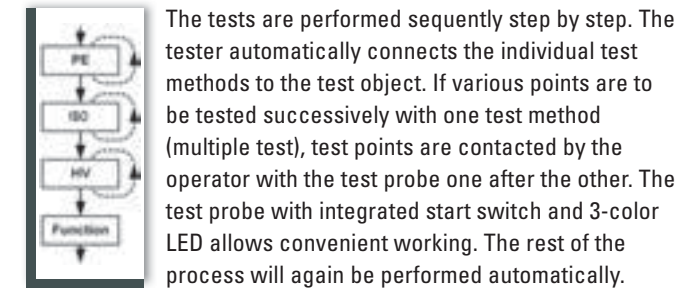 PE
ISO
HV
Function
The tests are performed sequently step by step. The
tester automatically connects the individual test
methods to the test object. If various points are to
be tested successively with one test method
(multiple test), test points are contacted by the
operator with the test probe one after the other. The
test probe with integrated start switch and 3-color
LED allows convenient working. The rest of the
process will again be performed automatically.